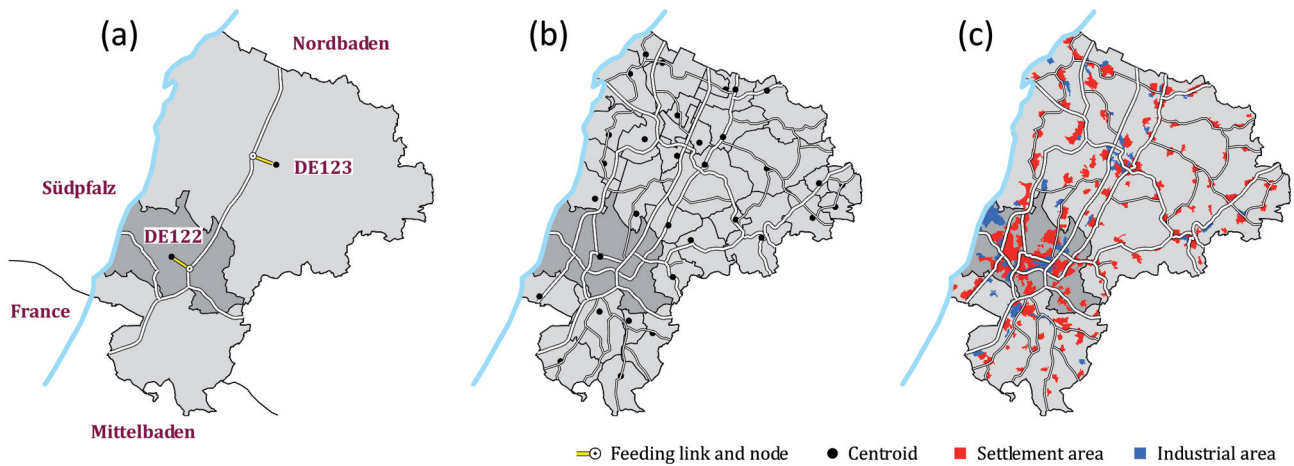 (a)
Nordbaden
DE123
Südpfalz
DE122
France
Mittelbaden
(b)
(c)
Feeding link and node
Centroid
Settlement area
Industrial area